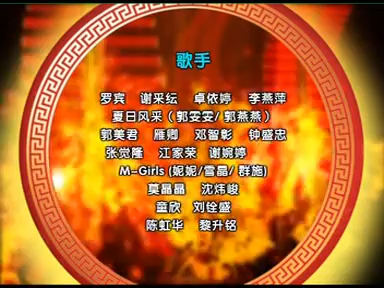 歌手
罗宾 谢采纭 卓依婷 李燕萍
夏日风采 (郭雯雯/ 郭燕燕)
郭美君 雁卿 邓智彰 钟盛忠
张觉隆 江家荣 谢婉婷
M-Girls (妮妮/雪晶/ 群施)
莫晶晶 沈炜峻
童欣 刘铨盛
陈虹华 黎升铭